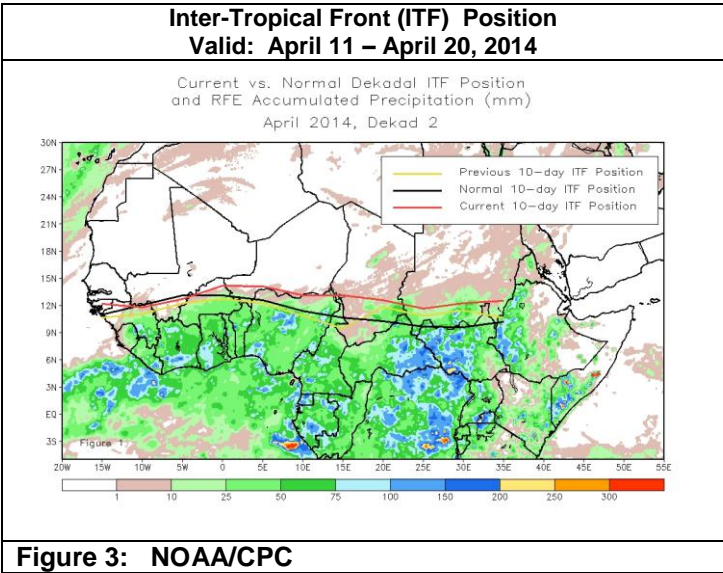 Inter-Tropical Front (ITF) Position
Valid: April 11 – April 20, 2014
Current vs. Normal Dekadal ITF Position
and RFE Accumulated Precipitation (mm)
April 2014, Dekad 2
30N
27N
24N
21N
18N
15N
12N
9N
6N
3N
EQ
3S
Previous 10-day ITF Position
Normal 10-day ITF Position
Current 10-day ITF Position
Figure 1
20W 15W 10W 5W 0 5E 10E 15E 20E 25E 30E 35E 40E 45E 50E 55E
1 10 25 50 75 100 150 200 250 300
Figure 3: NOAA/CPC